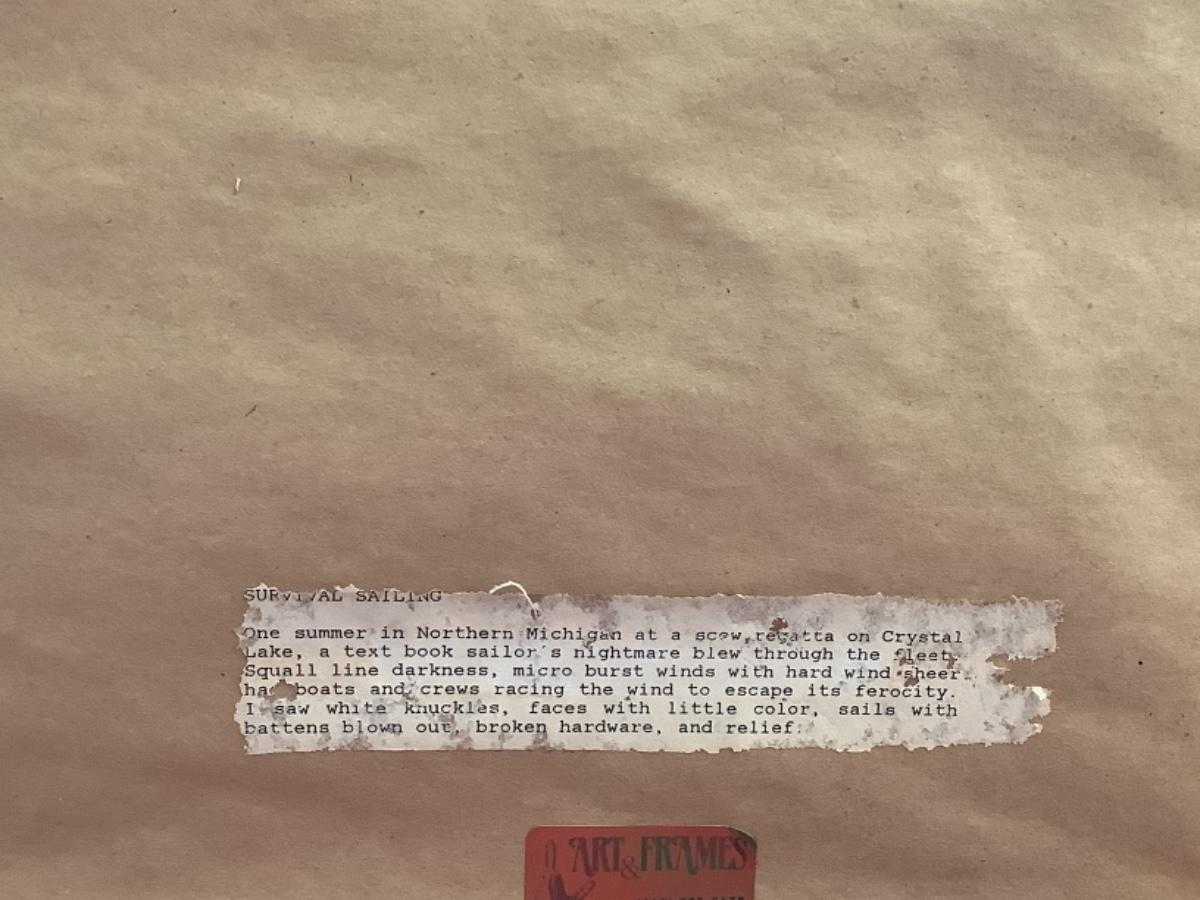 SURVIVAL SAILING
One summer in Northern Michigan at a scow regatta on Crystal
Lake, a text book sailor's nightmare blew through the fleet.
Squall line darkness, micro burst winds with hard wind sheer
had boats and crews racing the wind to escape its ferocity.
I saw white knuckles, faces with little color, sails with
battens blown out, broken hardware, and relief.
ART & FRAMES